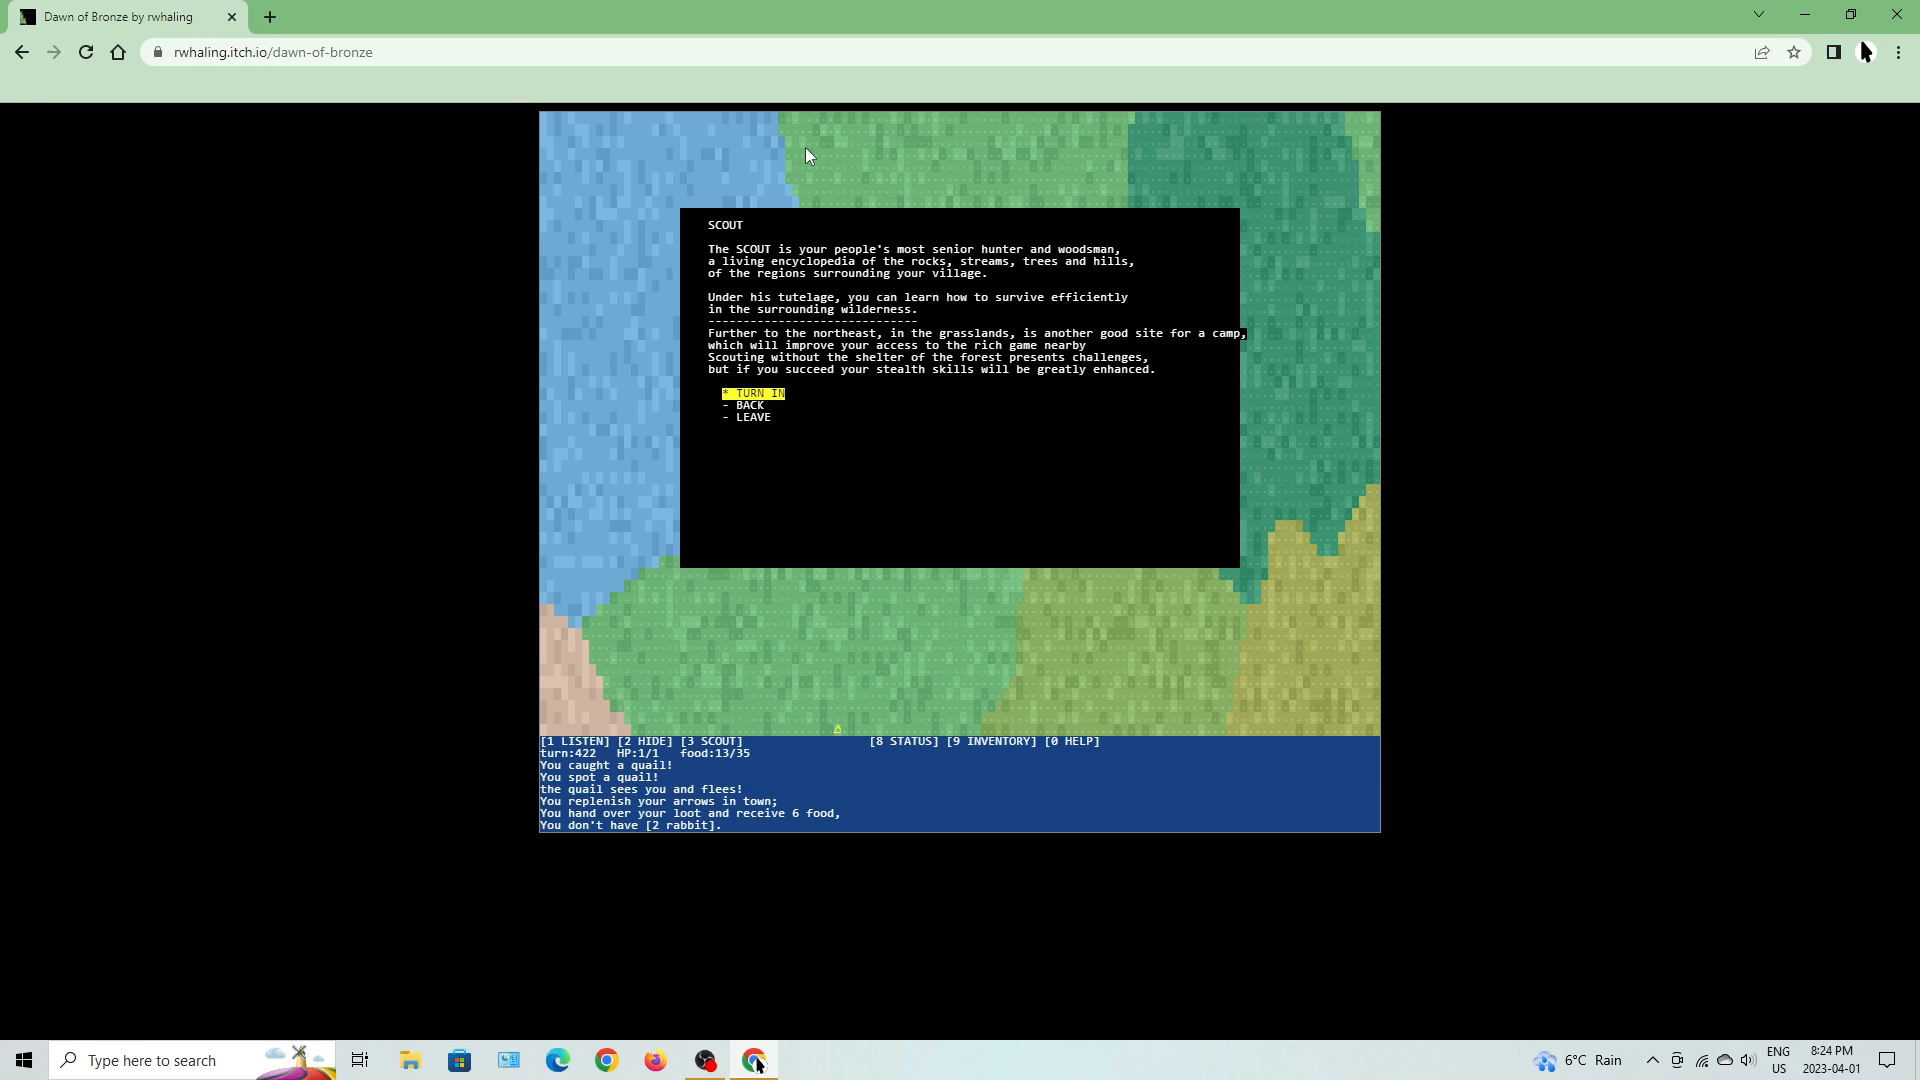 Dawn of Bronze by rwhaling
rwhaling.itch.io/dawn-of-bronze
SCOUT
The SCOUT is your people's most senior hunter and woodsman,
a living encyclopedia of the rocks, streams, trees and hills,
of the regions surrounding your village.
Under his tutelage, you can learn how to survive efficiently
in the surrounding wilderness.
------------------------------
Further to the northeast, in the grasslands, is another good site for a camp,
which will improve your access to the rich game nearby
Scouting without the shelter of the forest presents challenges,
but if you succeed your stealth skills will be greatly enhanced.
* TURN IN
- BACK
- LEAVE
[1 LISTEN] [2 HIDE] [3 SCOUT] [8 STATUS] [9 INVENTORY] [0 HELP]
turn:422 HP:1/1 food:13/35
You caught a quail!
You spot a quail!
the quail sees you and flees!
You replenish your arrows in town;
You hand over your loot and receive 6 food,
You don't have [2 rabbit].
Type here to search
6°C Rain
ENG
US
8:24 PM
2023-04-01